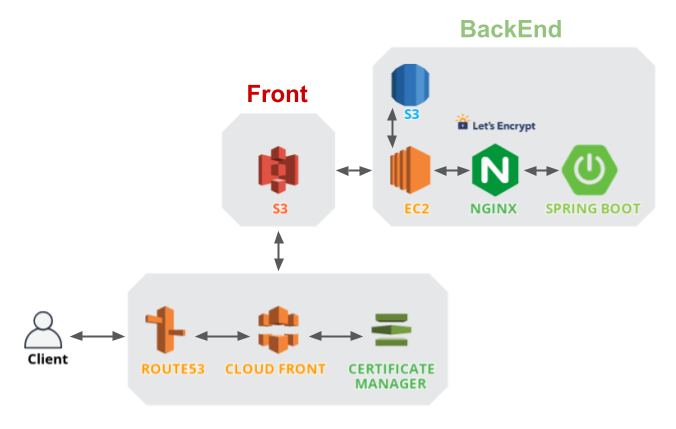 BackEnd
Front
S3
Let's Encrypt
S3
EC2
NGINX
SPRING BOOT
Client
ROUTE53
CLOUD FRONT
CERTIFICATE
MANAGER